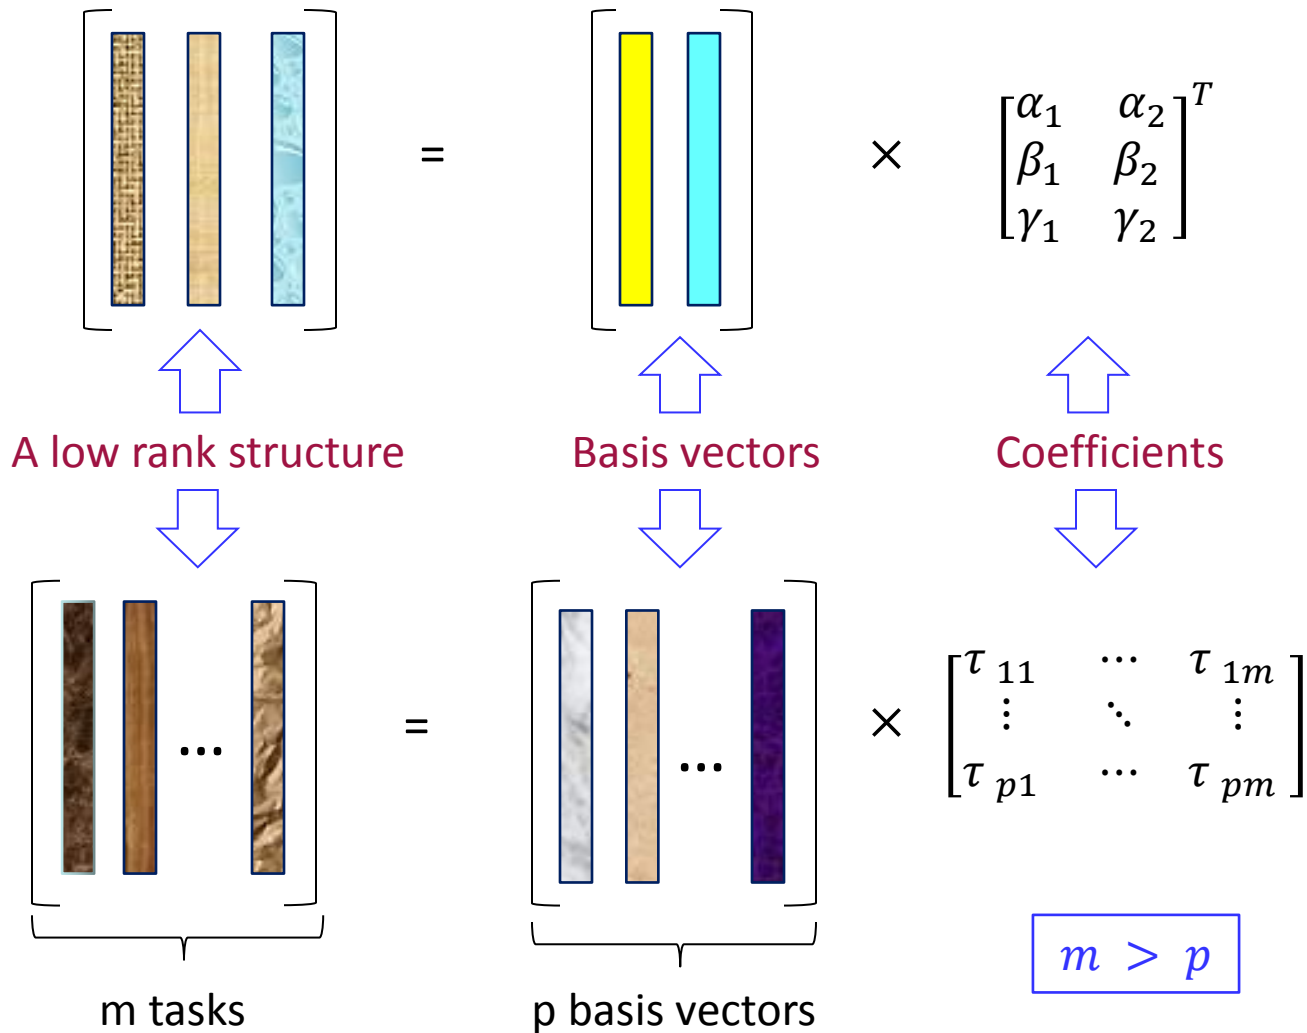 = × [α₁ α₂]ᵀ
[β₁ β₂]
[γ₁ γ₂]
A low rank structure Basis vectors Coefficients
[τ ₁₁ ⋯ τ ₁ₘ]
... = ... × [⋮ ⋱ ⋮]
[τ ₚ₁ ⋯ τ ₚₘ]
m > p
m tasks p basis vectors